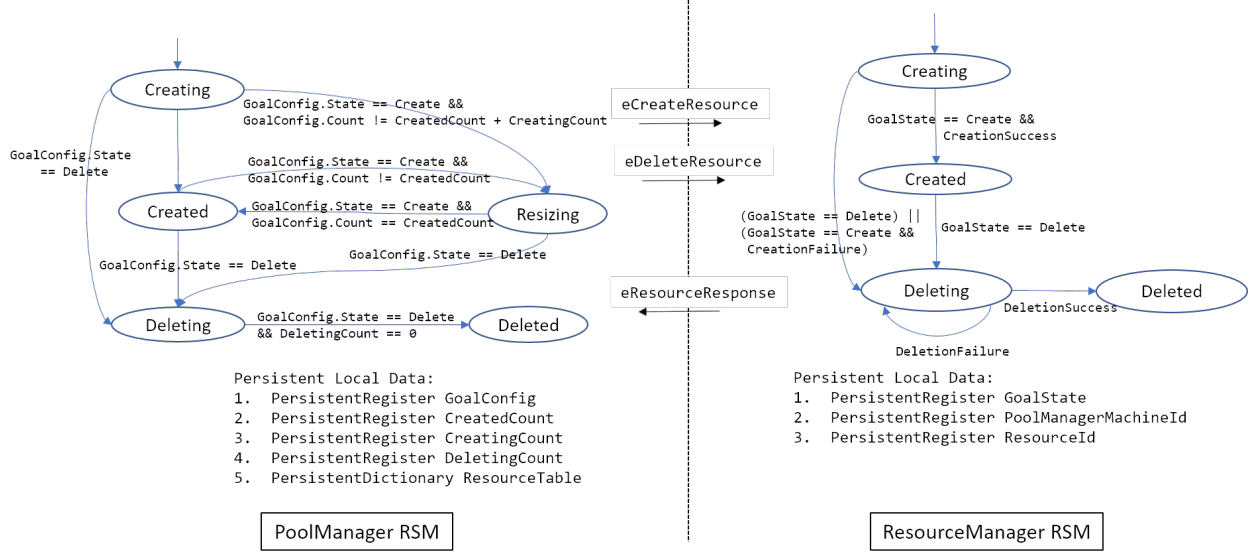 Creating
GoalConfig.State == Create &&
GoalConfig.Count != CreatedCount + CreatingCount
GoalConfig.State
== Delete
GoalConfig.State == Create &&
GoalConfig.Count != CreatedCount
Created
GoalConfig.State == Create &&
GoalConfig.Count == CreatedCount
Resizing
GoalConfig.State == Delete
GoalConfig.State == Delete
Deleting
GoalConfig.State == Delete
&& DeletingCount == 0
Deleted
Persistent Local Data:
1. PersistentRegister GoalConfig
2. PersistentRegister CreatedCount
3. PersistentRegister CreatingCount
4. PersistentRegister DeletingCount
5. PersistentDictionary ResourceTable
PoolManager RSM
eCreateResource
eDeleteResource
eResourceResponse
Creating
GoalState == Create &&
CreationSuccess
Created
(GoalState == Delete) ||
(GoalState == Create &&
CreationFailure)
GoalState == Delete
Deleting
DeletionSuccess
Deleted
DeletionFailure
Persistent Local Data:
1. PersistentRegister GoalState
2. PersistentRegister PoolManagerMachineId
3. PersistentRegister ResourceId
ResourceManager RSM